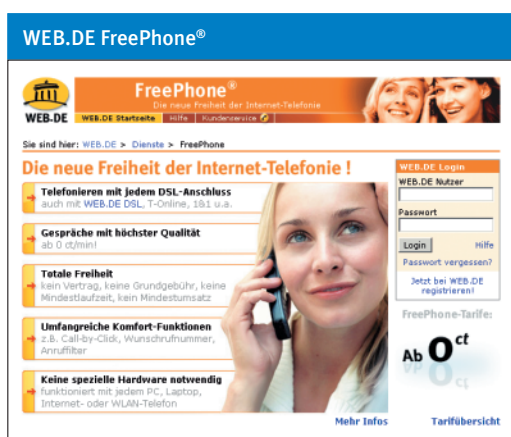 WEB.DE FreePhone®
WEB.DE
FreePhone®
Die neue Freiheit der Internet-Telefonie
WEB.DE Startseite Hilfe Kundenservice
Sie sind hier: WEB.DE > Dienste > FreePhone
Die neue Freiheit der Internet-Telefonie !
Telefonieren mit jedem DSL-Anschluss
auch mit WEB.DE DSL, T-Online, 1&1 u.a.
Gespräche mit höchster Qualität
ab 0 ct/min!
Totale Freiheit
kein Vertrag, keine Grundgebühr, keine
Mindestlaufzeit, kein Mindestumsatz
Umfangreiche Komfort-Funktionen
z.B. Call-by-Click, Wunschrufnummer,
Anruffilter
Keine spezielle Hardware notwendig
funktioniert mit jedem PC, Laptop,
Internet- oder WLAN-Telefon
Mehr Infos
WEB.DE Login
WEB.DE Nutzer
Passwort
Login Hilfe
Passwort vergessen?
Jetzt bei WEB.DE
registrieren!
FreePhone-Tarife:
Ab 0 ct
Tarifübersicht